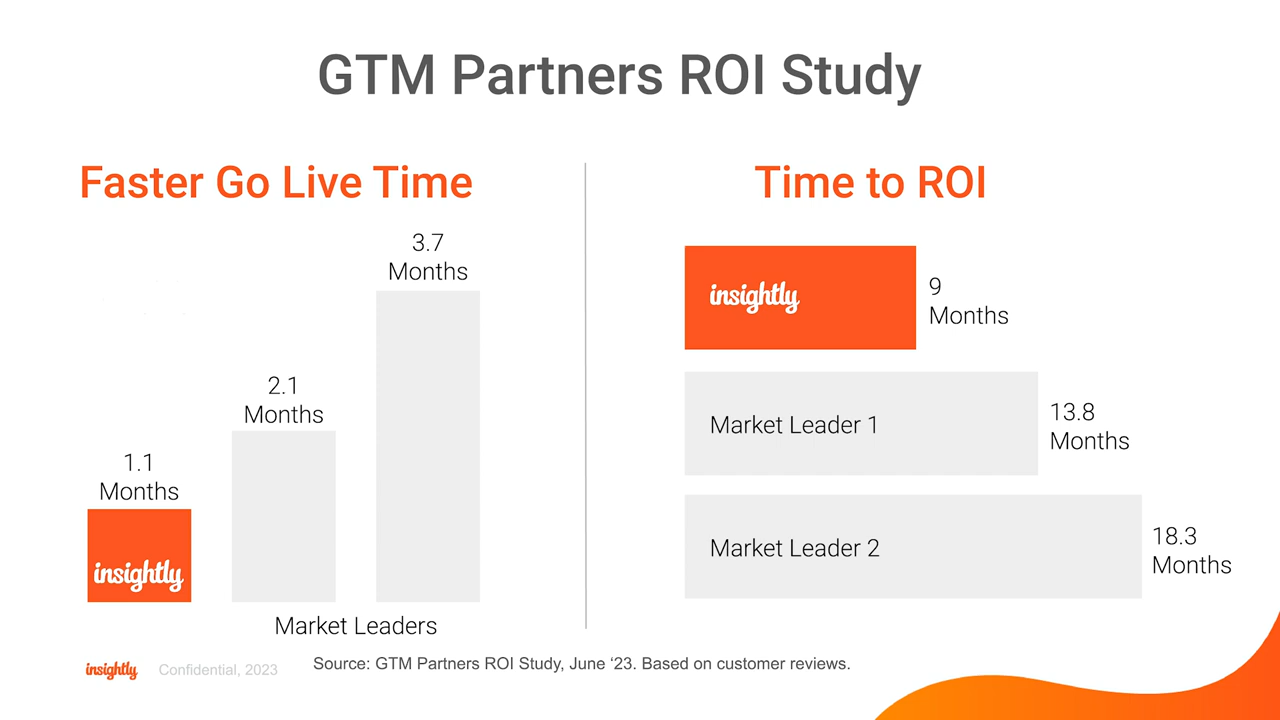 GTM Partners ROI Study
Faster Go Live Time
3.7
Months
2.1
Months
1.1
Months
insightly
Market Leaders
Time to ROI
insightly
9
Months
Market Leader 1
13.8
Months
Market Leader 2
18.3
Months
insightly
Confidential, 2023
Source: GTM Partners ROI Study, June ‘23. Based on customer reviews.